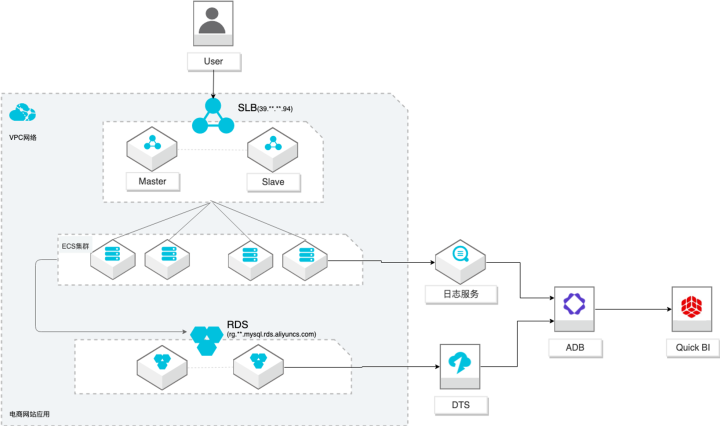 User
SLB(39.**.**.94)
VPC网络
Master
Slave
ECS集群
日志服务
RDS
(rg.**.mysql.rds.aliyuncs.com)
ADB
Quick BI
DTS
电商网站应用